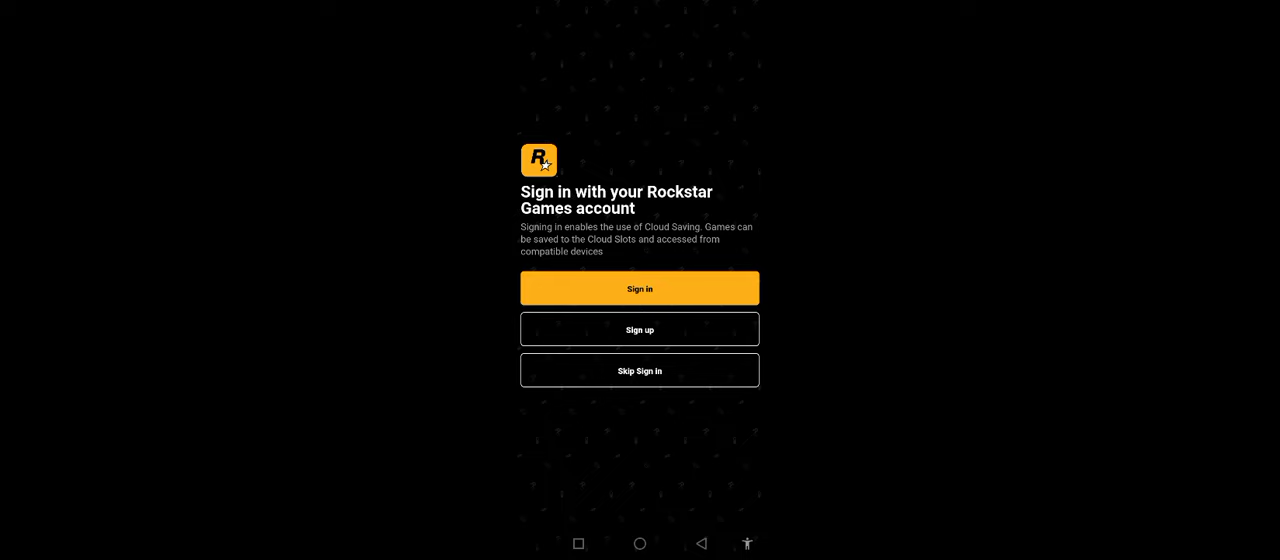 R
Sign in with your Rockstar
Games account
Signing in enables the use of Cloud Saving. Games can
be saved to the Cloud Slots and accessed from
compatible devices
Sign in
Sign up
Skip Sign in